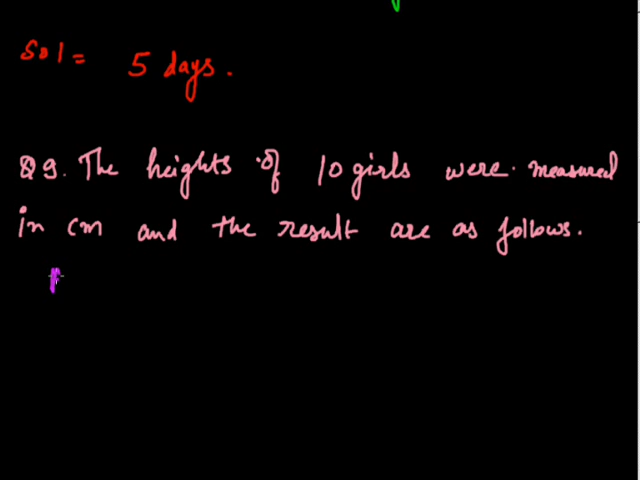 Sol = 5 days.
Q9. The heights of 10 girls were measured
in cm and the result are as follows.